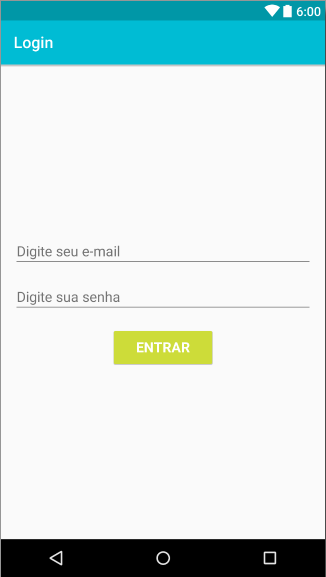 6:00
Login
Digite seu e-mail
Digite sua senha
ENTRAR